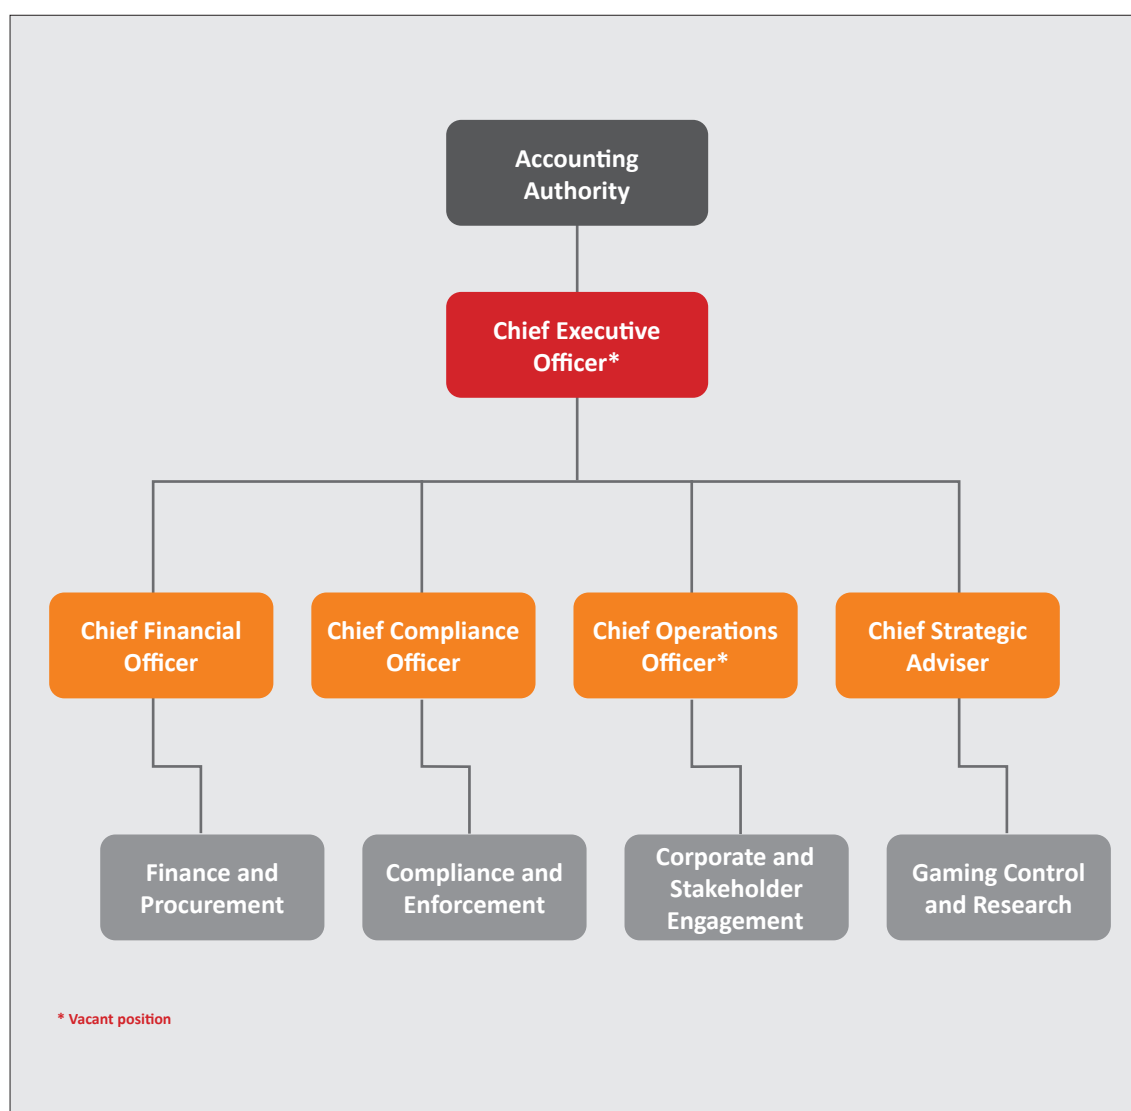 Accounting
Authority
Chief Executive
Officer*
Chief Financial
Officer
Chief Compliance
Officer
Chief Operations
Officer*
Chief Strategic
Adviser
Finance and
Procurement
Compliance and
Enforcement
Corporate and
Stakeholder
Engagement
Gaming Control
and Research
* Vacant position